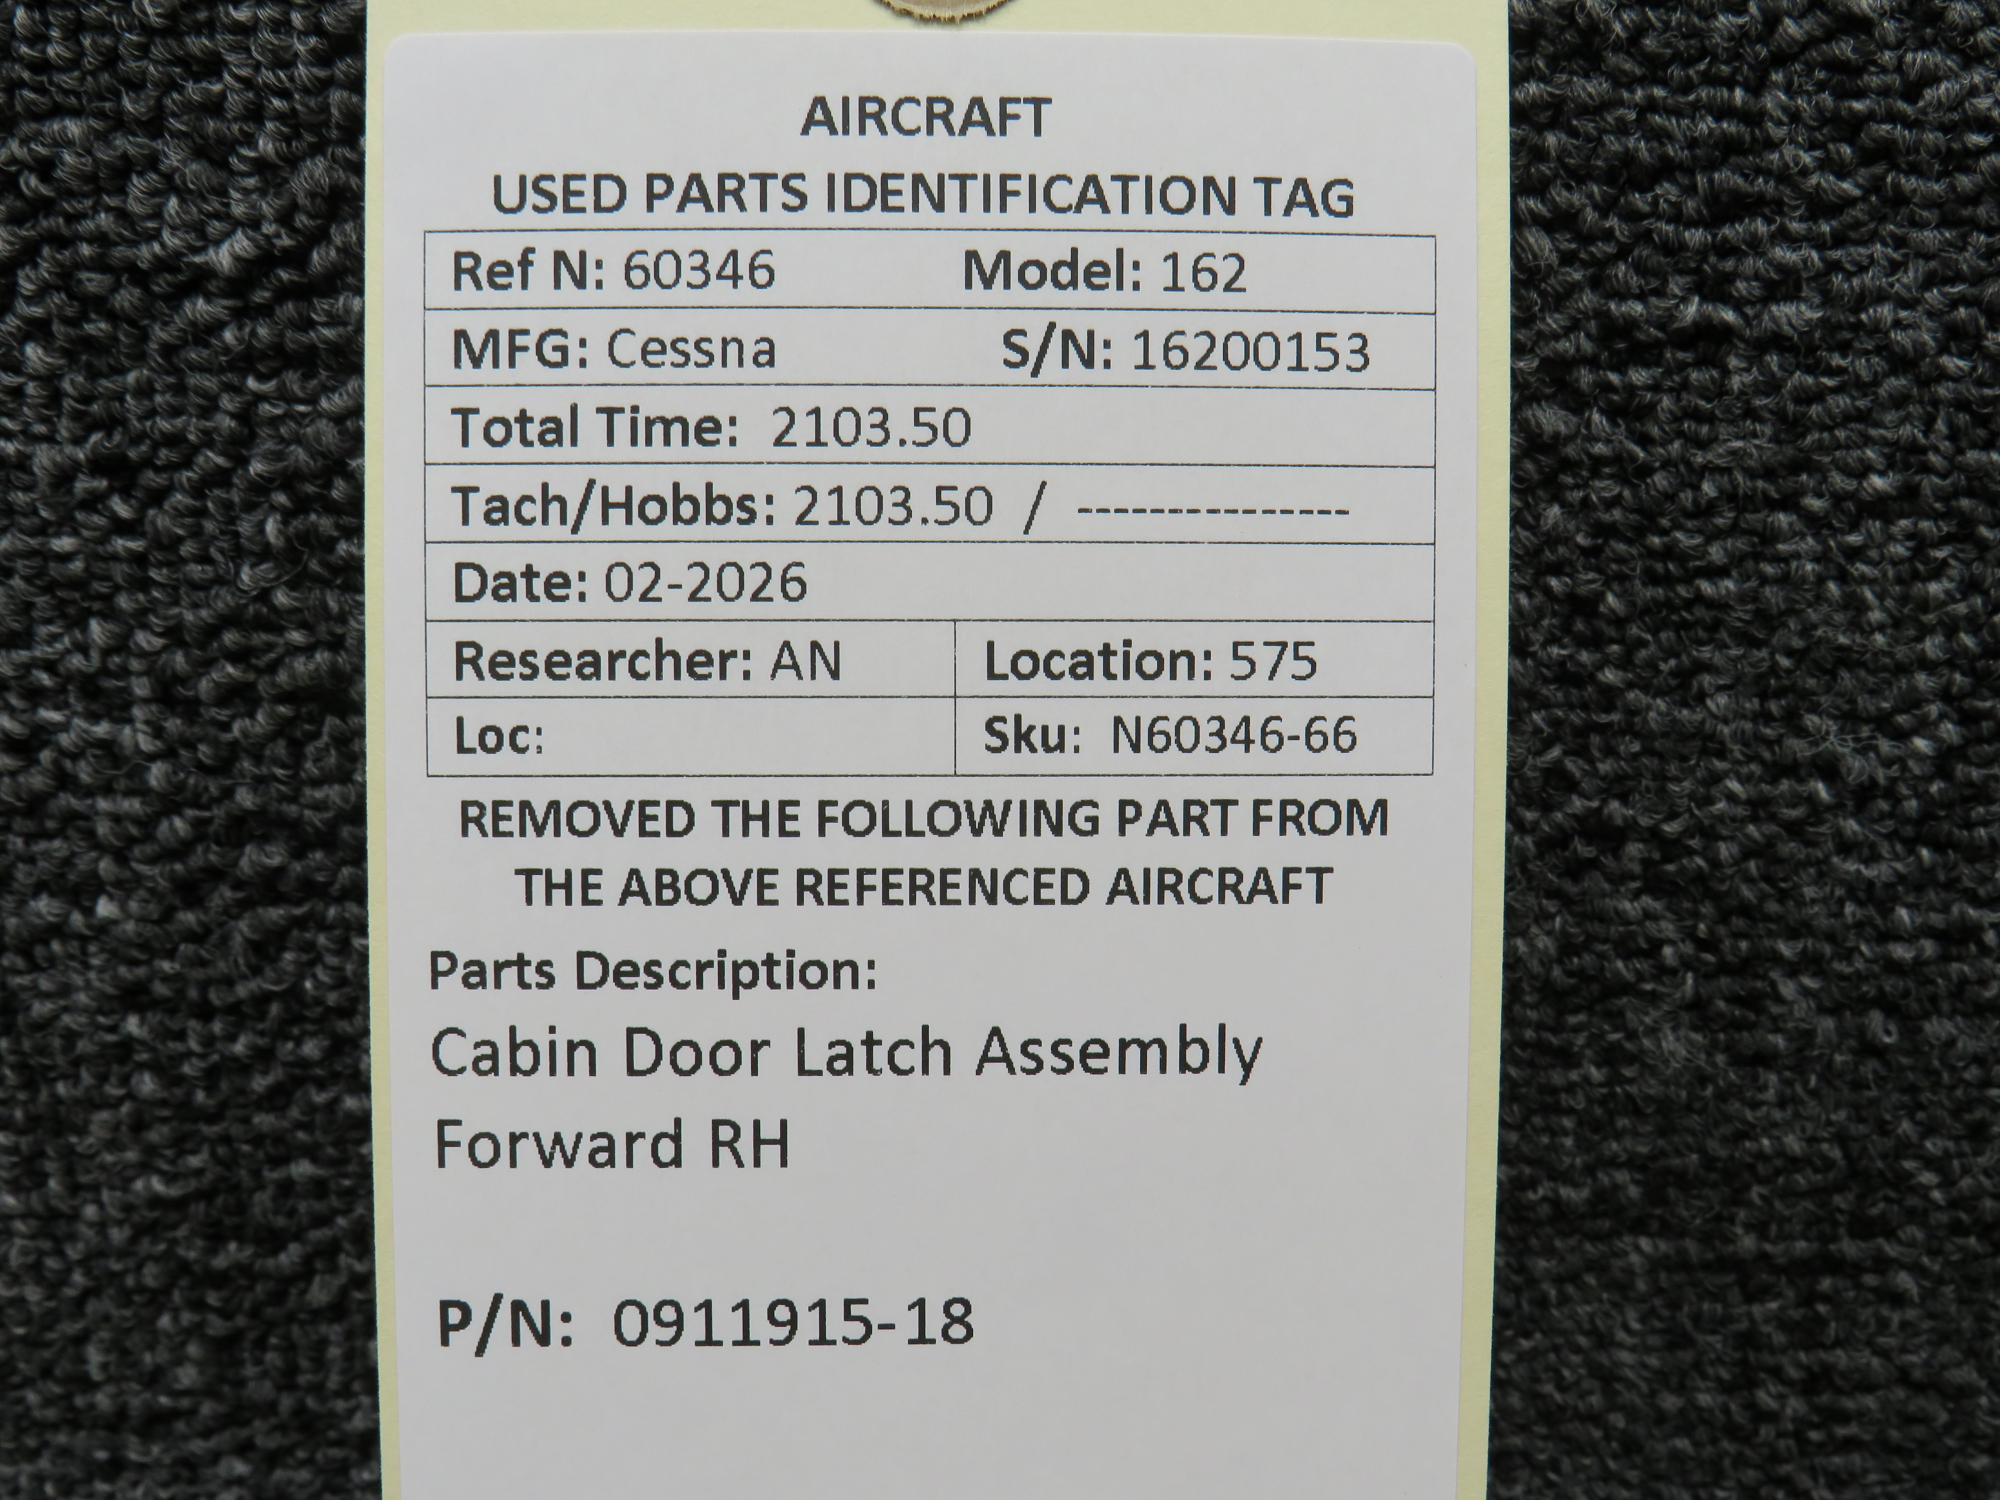 AIRCRAFT
USED PARTS IDENTIFICATION TAG
Ref N: 60346 Model: 162
MFG: Cessna S/N: 16200153
Total Time: 2103.50
Tach/Hobbs: 2103.50 / ---------------
Date: 02-2026
Researcher: AN Location: 575
Loc: Sku: N60346-66
REMOVED THE FOLLOWING PART FROM
THE ABOVE REFERENCED AIRCRAFT
Parts Description:
Cabin Door Latch Assembly
Forward RH
P/N: 0911915-18